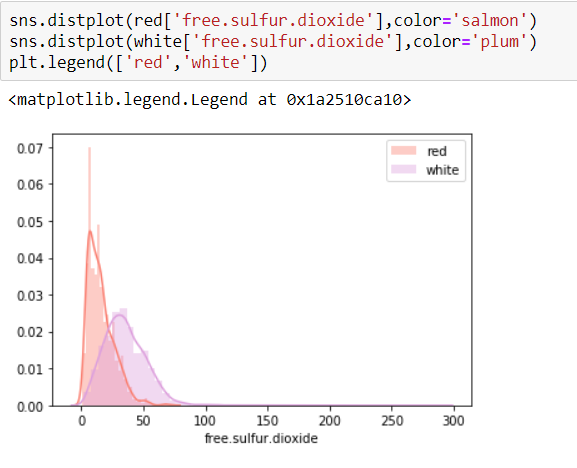 sns.distplot(red['free.sulfur.dioxide'],color='salmon')
sns.distplot(white['free.sulfur.dioxide'],color='plum')
plt.legend(['red','white'])
<matplotlib.legend.Legend at 0x1a2510ca10>
red
white
0.07
0.06
0.05
0.04
0.03
0.02
0.01
0.00
0 50 100 150 200 250 300
free.sulfur.dioxide